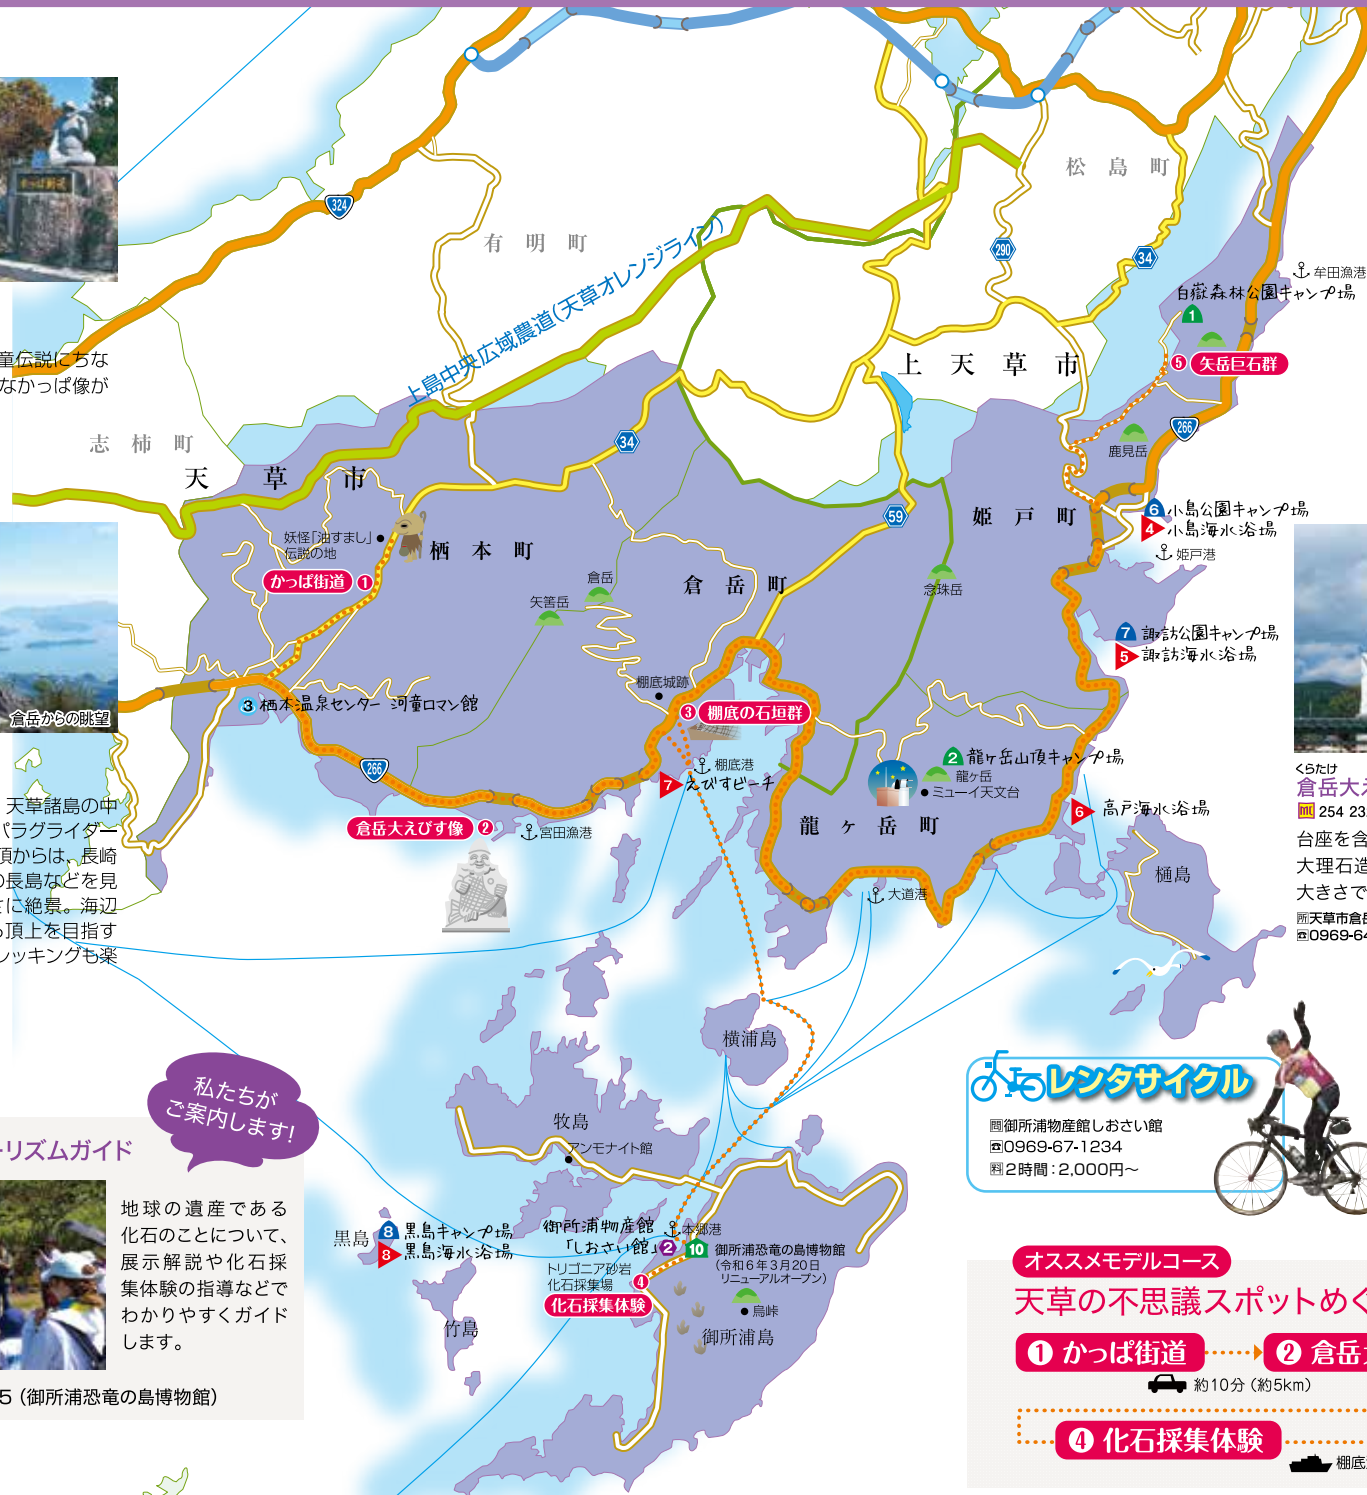 324
有明町
松島町
290
34
牟田漁港
白嶽森林公園キャンプ場
1
5 矢岳巨石群
上島中央広域農道(天草オレンジライン)
上天草市
童伝説にちな
なかっぱ像が
志柿町
天草市
34
266
鹿見岳
59
姫戸町
6 小島公園キャンプ場
4 小島海水浴場
姫戸港
妖怪「油すまし」
伝説の地
栖本町
かっぱ街道 1
倉岳
矢筈岳
倉岳町
念珠岳
7 諏訪公園キャンプ場
5 諏訪海水浴場
棚底城跡
3 栖本温泉センター 河童ロマン館
3 棚底の石垣群
倉岳からの眺望
266
棚底港
7 えびすビーチ
2 龍ヶ岳山頂キャンプ場
龍ヶ岳
ミューイ天文台
龍ヶ岳町
6 高戸海水浴場
倉岳大えびす像 2
宮田漁港
大道港
樋島
天草諸島の中
パラグライダー
頂からは、長崎
の長島などを見
さに絶景。海辺
ら頂上を目指す
レッキングも楽
くらたけ
倉岳大え
MC 254 23
台座を含
大理石造
大きさで
所天草市倉岳
☎0969-64
横浦島
牧島
アンモナイト館
私たちが
ご案内します!
ーリズムガイド
地球の遺産である
化石のことについて、
展示解説や化石採
集体験の指導などで
わかりやすくガイド
します。
5（御所浦恐竜の島博物館）
レンタサイクル
問御所浦物産館しおさい館
☎0969-67-1234
料2時間：2,000円～
黒島
8 黒島キャンプ場
8 黒島海水浴場
御所浦物産館
「しおさい館」2
本郷港
10 御所浦恐竜の島博物館
（令和6年3月20日
リニューアルオープン）
トリゴニア砂岩
化石採集場
4
化石採集体験
烏峠
御所浦島
竹島
オススメモデルコース
天草の不思議スポットめぐ
1 かっぱ街道
2 倉岳大
約10分（約5km）
4 化石採集体験
棚底